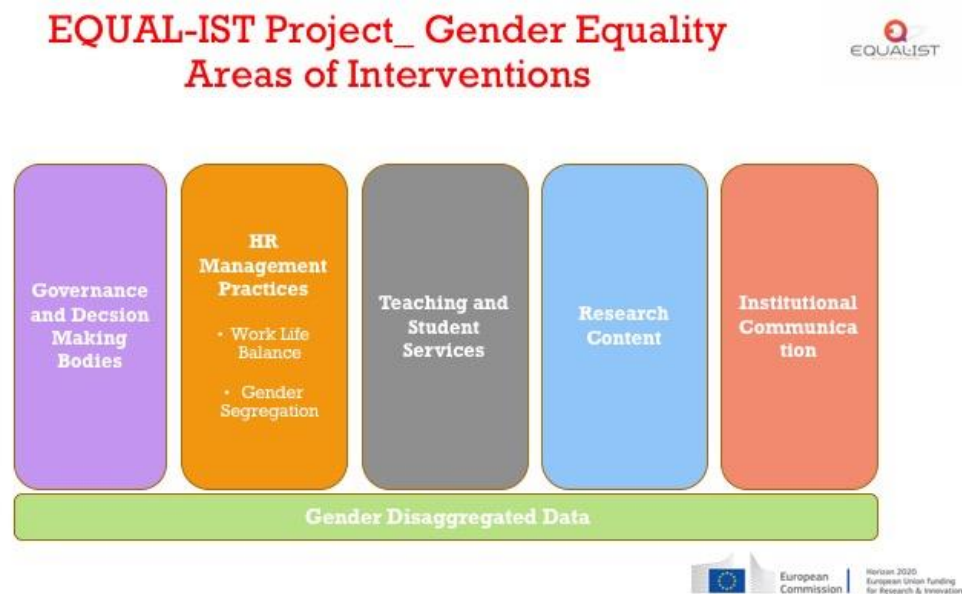 EQUAL-IST Project_ Gender Equality
Areas of Interventions
EQUALIST
Governance
and Decsion
Making
Bodies
HR
Management
Practices
• Work Life
Balance
• Gender
Segregation
Teaching and
Student
Services
Research
Content
Institutional
Communica
tion
Gender Disaggregated Data
European
Commission
Horizon 2020
European Union funding
for Research & Innovation